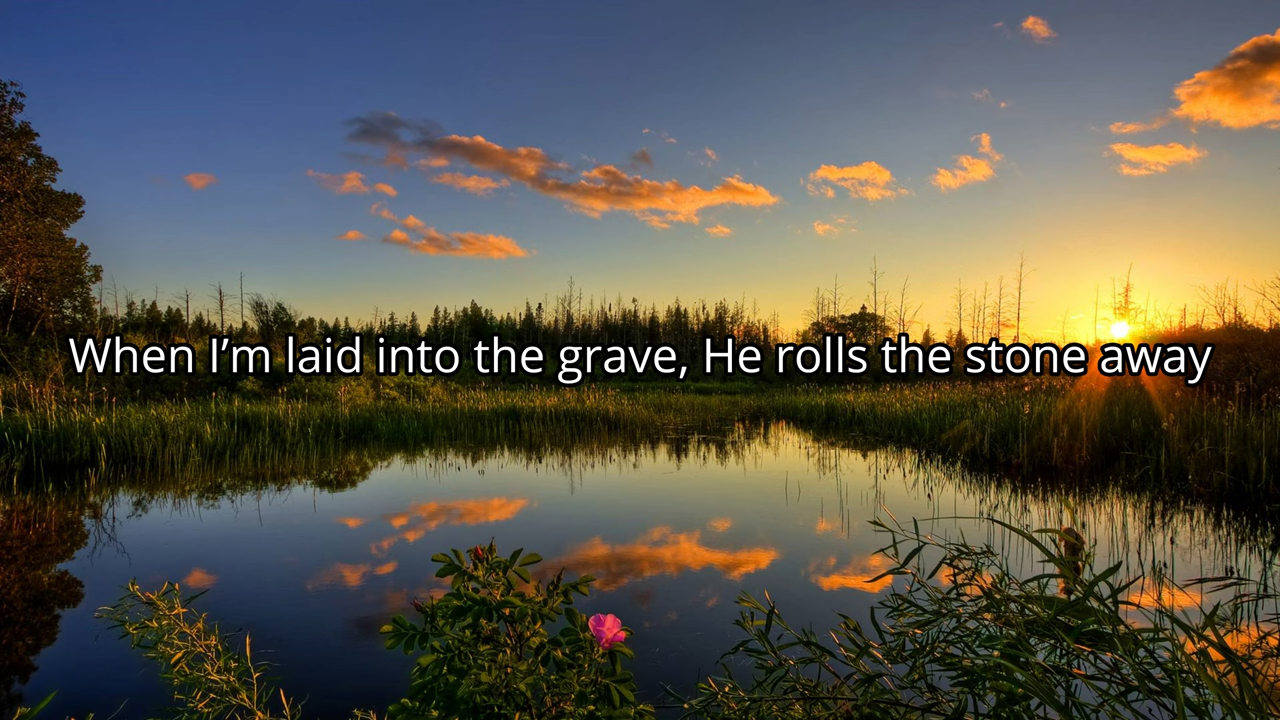 When I’m laid into the grave, He rolls the stone away